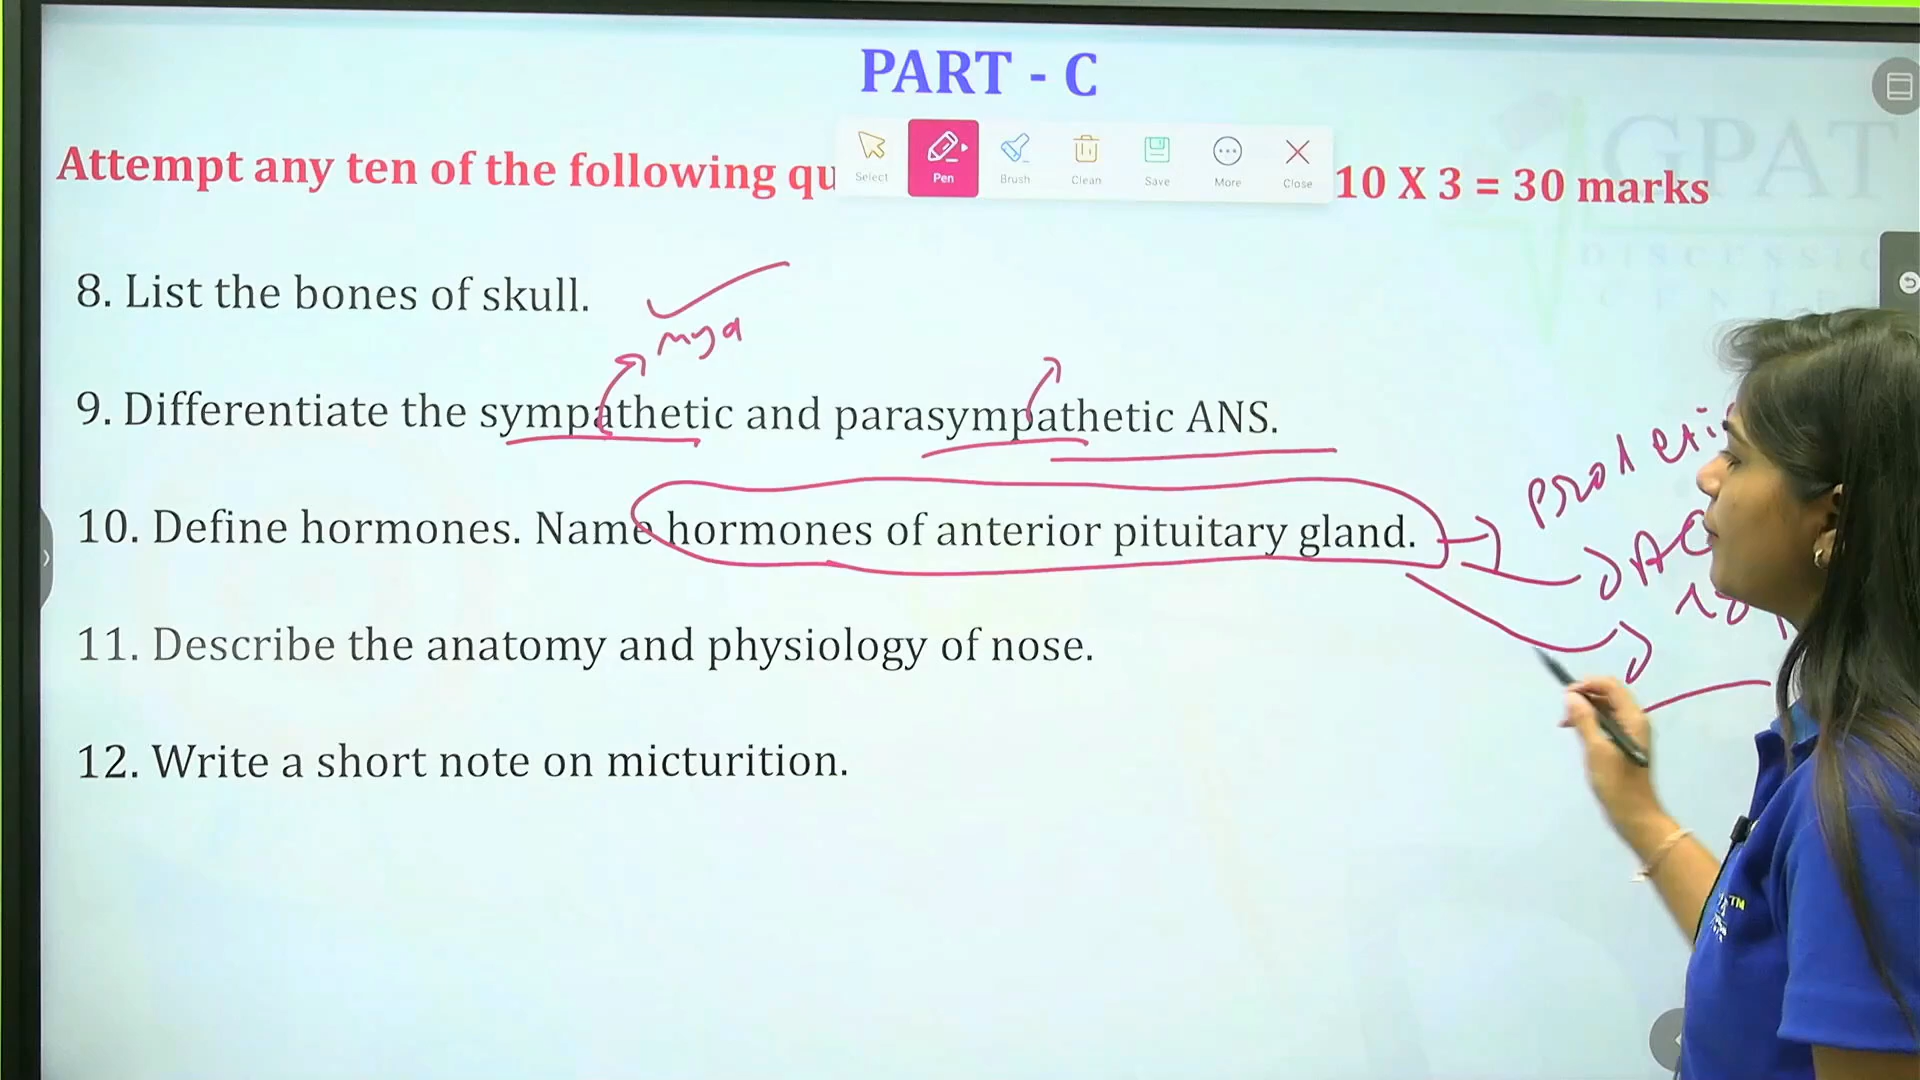 PART - C
Attempt any ten of the following qu
10 X 3 = 30 marks
Select
Pen
Brush
Clean
Save
More
Close
GPAT
8. List the bones of skull.
9. Differentiate the sympathetic and parasympathetic ANS.
10. Define hormones. Name hormones of anterior pituitary gland.
11. Describe the anatomy and physiology of nose.
12. Write a short note on micturition.
TM